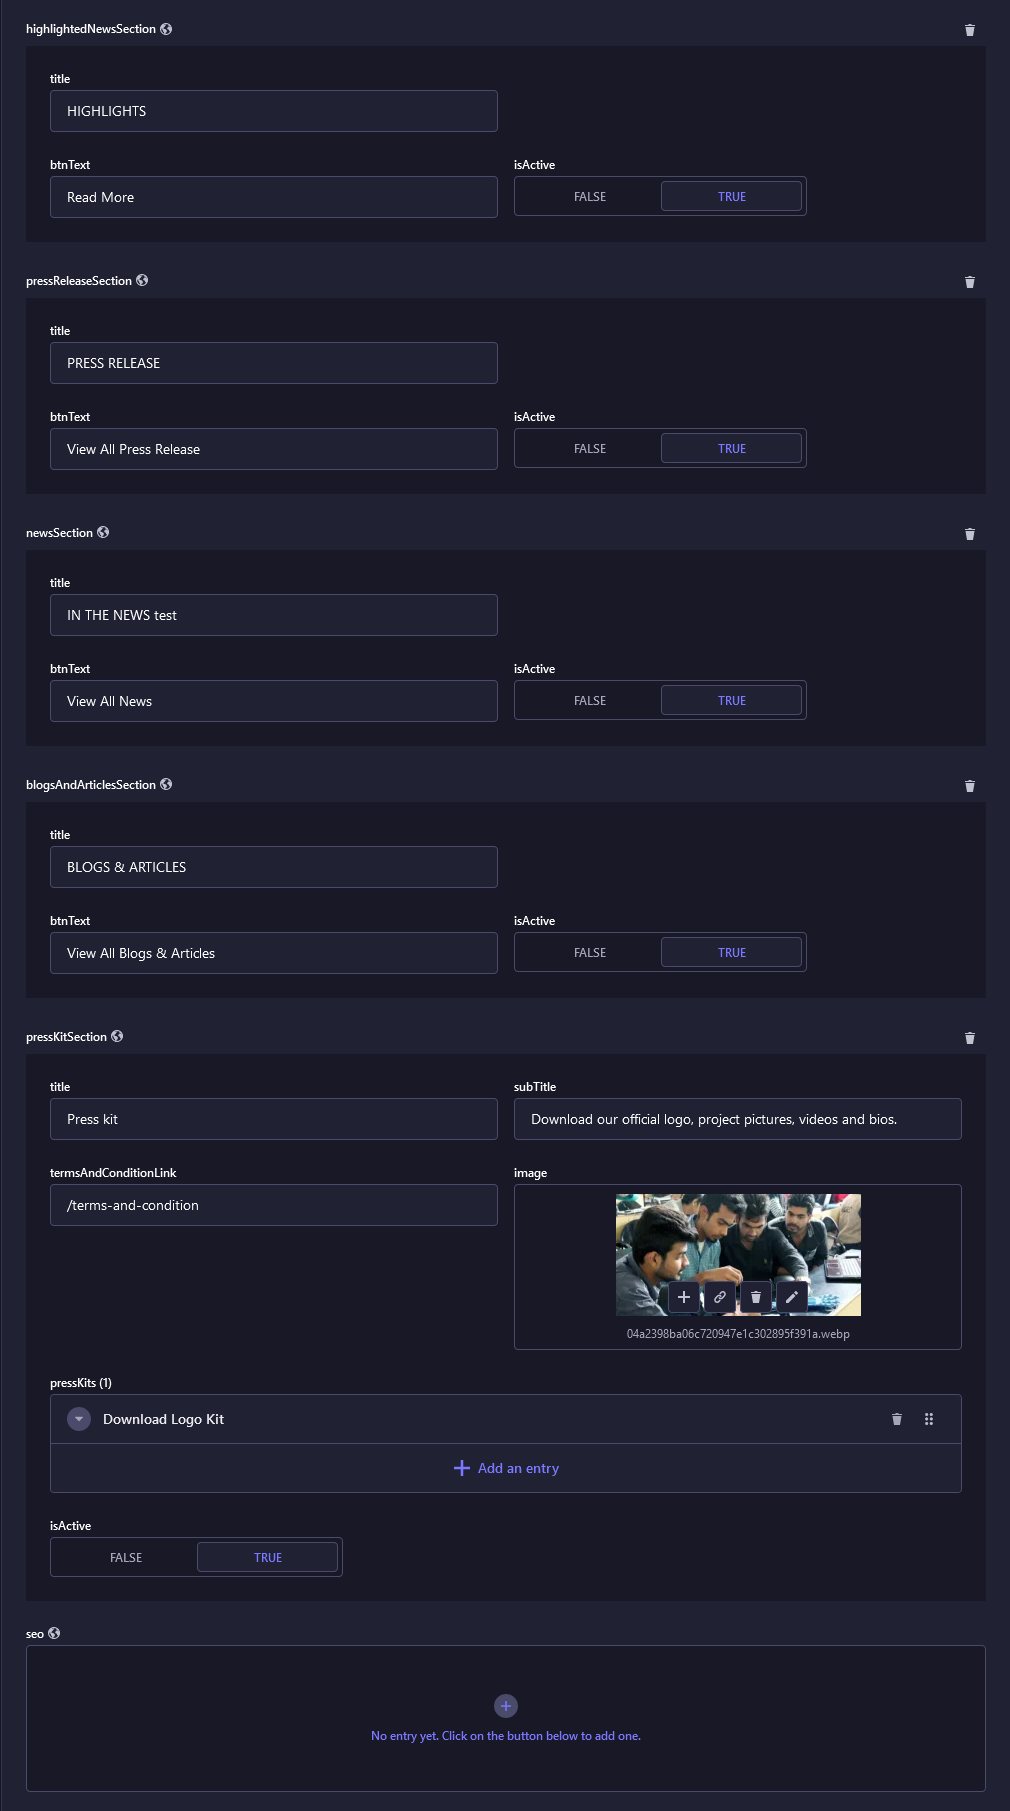 highlightedNewsSection
title
HIGHLIGHTS
btnText
isActive
Read More
FALSE
TRUE
pressReleaseSection
title
PRESS RELEASE
btnText
isActive
View All Press Release
FALSE
TRUE
newsSection
title
IN THE NEWS test
btnText
isActive
View All News
FALSE
TRUE
blogsAndArticlesSection
title
BLOGS & ARTICLES
btnText
isActive
View All Blogs & Articles
FALSE
TRUE
pressKitSection
title
subTitle
Press kit
Download our official logo, project pictures, videos and bios.
termsAndConditionLink
image
/terms-and-condition
04a2398ba06c720947e1c302895f391a.webp
pressKits (1)
Download Logo Kit
Add an entry
isActive
FALSE
TRUE
seo
No entry yet. Click on the button below to add one.